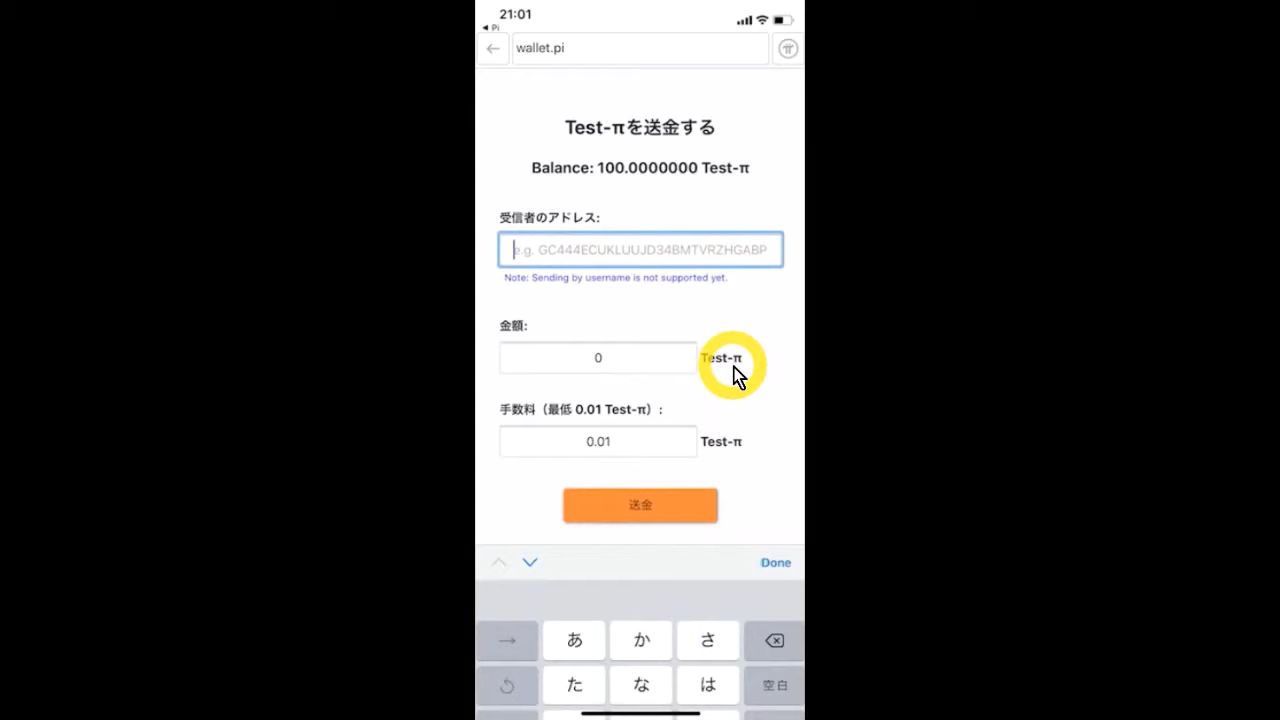 21:01
◀ Pi
wallet.pi
Test-πを送金する
Balance: 100.0000000 Test-π
受信者のアドレス:
e.g. GC444ECUKLUUJD34BMTVRZHGABP
Note: Sending by username is not supported yet.
金額:
0 Test-π
手数料（最低 0.01 Test-π）:
0.01 Test-π
送金
Done
→ あ か さ
た な は 空白